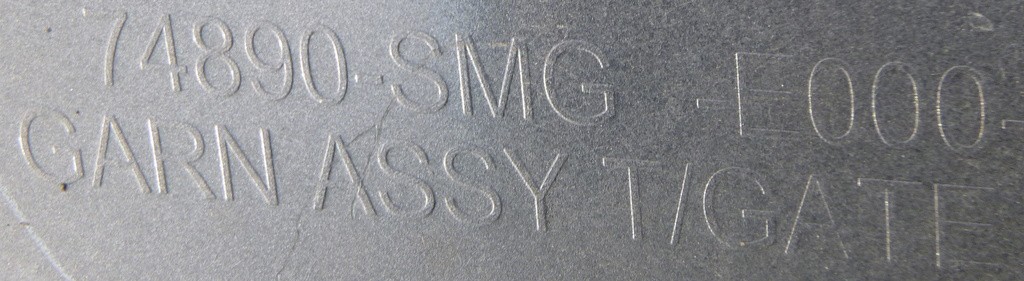 74890-SMG -E000-
GARN ASSY T/GATE